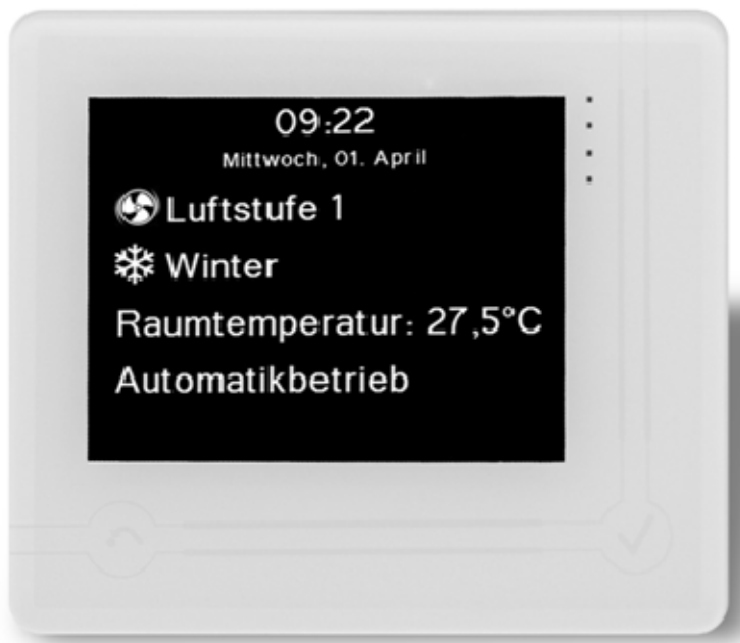 09:22
Mittwoch, 01. April
Luftstufe 1
Winter
Raumtemperatur: 27,5°C
Automatikbetrieb